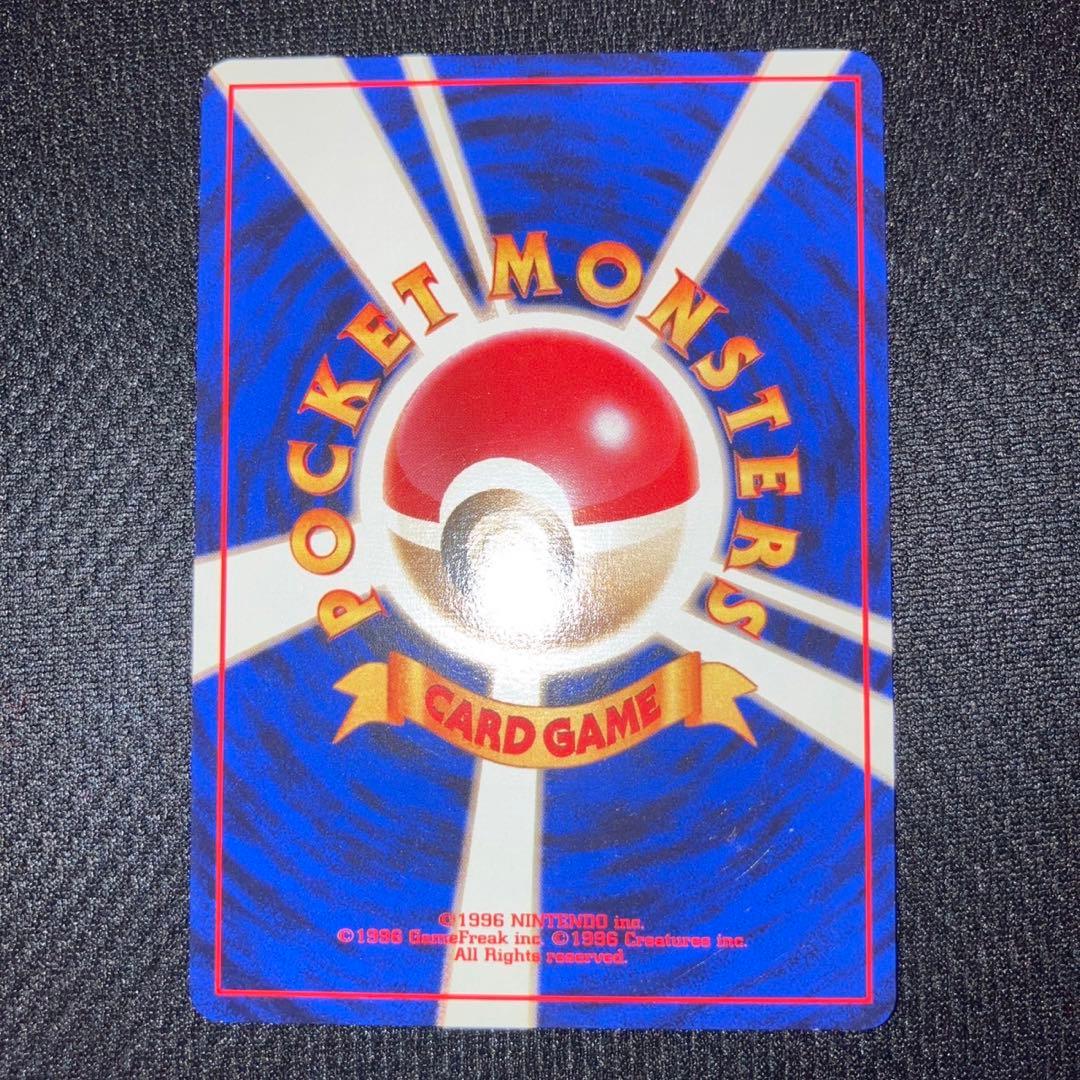 POCKET MONSTERS
CARD GAME
©1996 NINTENDO inc.
©1996 GameFreak inc. ©1996 Creatures inc.
All Rights reserved.